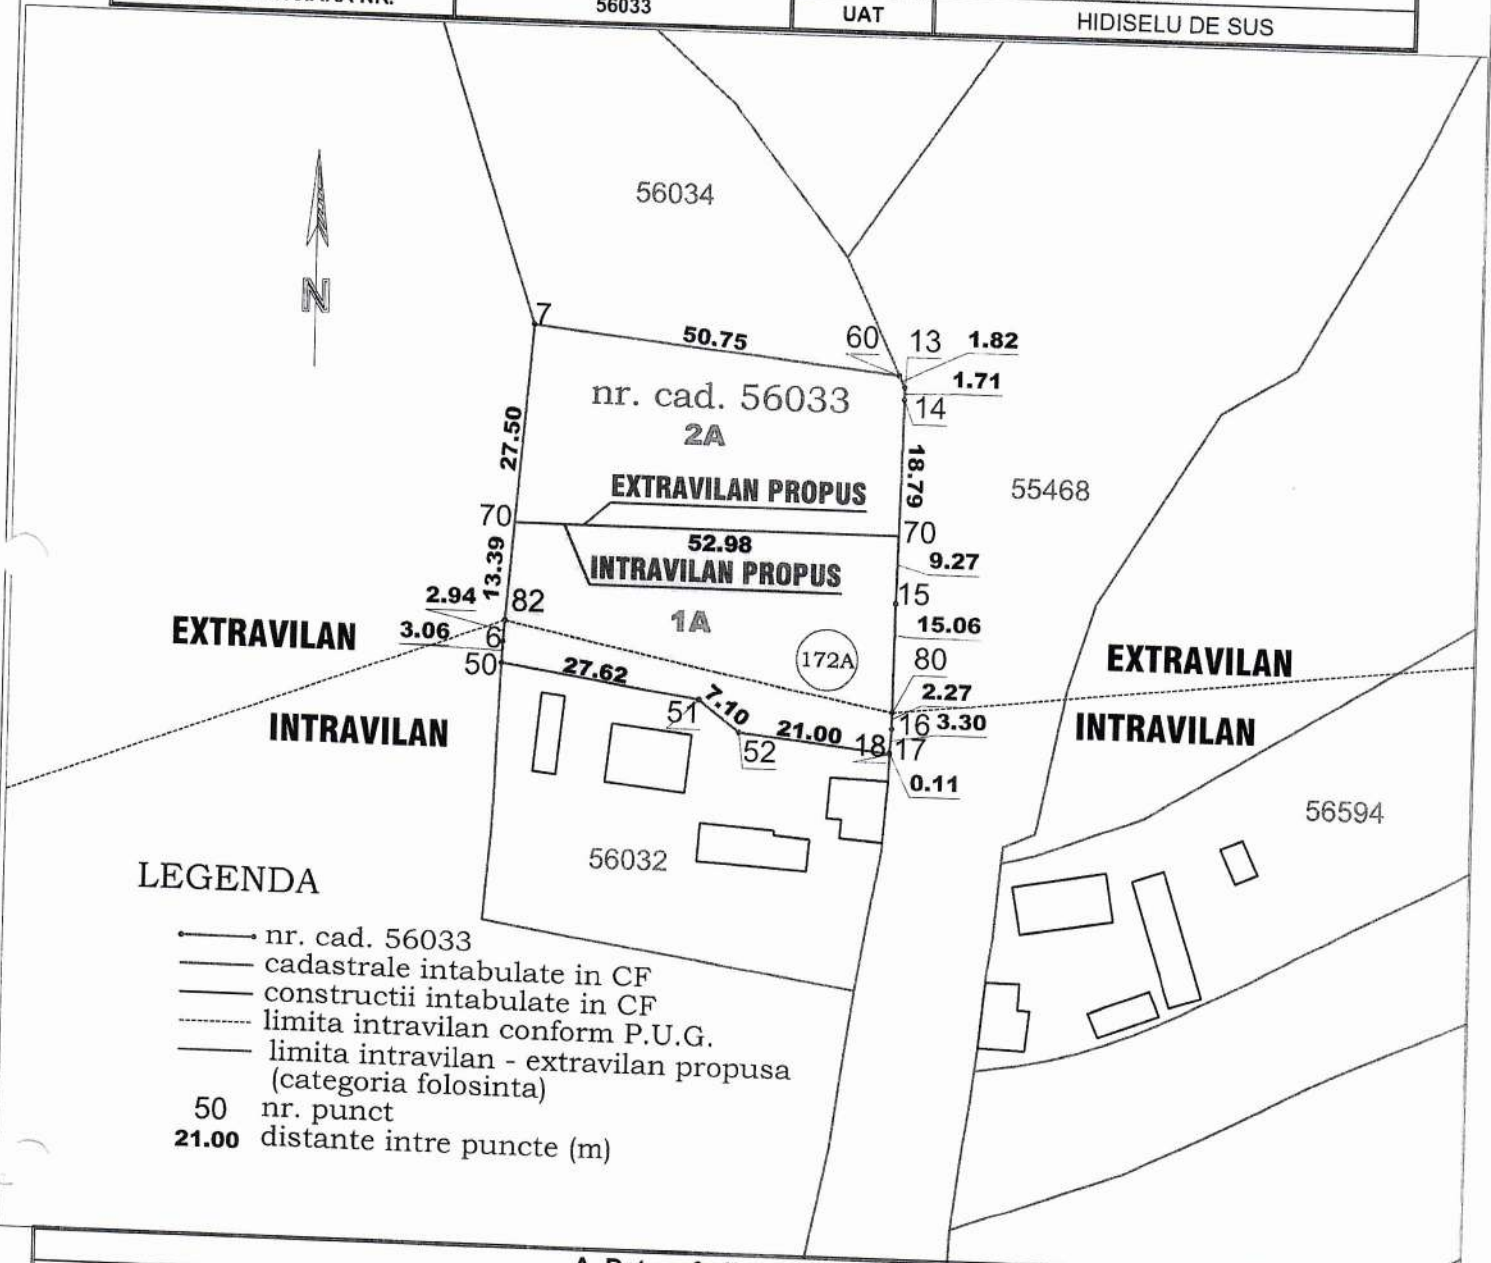 NR.
56033
UAT
HIDISELU DE SUS
56034
N
7
50.75
60
13
1.82
1.71
14
nr. cad. 56033
2A
27.50
18.79
EXTRAVILAN PROPUS
55468
70
70
52.98
INTRAVILAN PROPUS
9.27
13.39
2.94
82
15
1A
15.06
EXTRAVILAN
3.06
6
172A
80
EXTRAVILAN
50
27.62
2.27
51
7.10
16
3.30
INTRAVILAN
21.00
INTRAVILAN
52
18
17
0.11
56594
56032
LEGENDA
nr. cad. 56033
cadastrale intabulate in CF
constructii intabulate in CF
limita intravilan conform P.U.G.
limita intravilan - extravilan propusa
(categoria folosinta)
50 nr. punct
21.00 distante intre puncte (m)